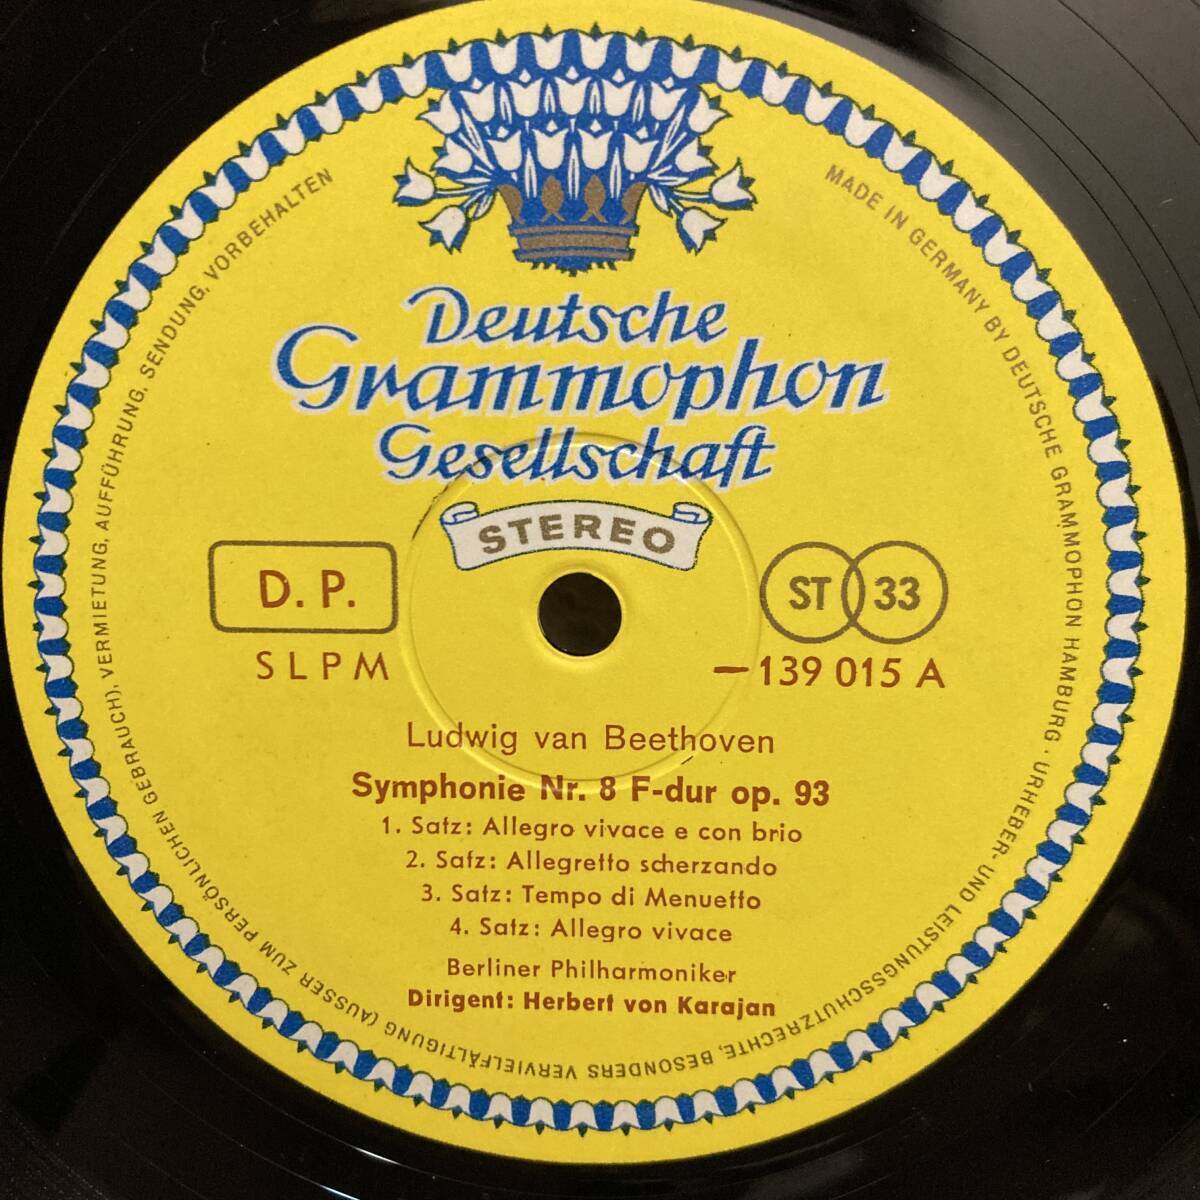 Deutsche
Grammophon
Gesellschaft
STEREO
D. P.
ST 33
SLPM
—139 015 A
Ludwig van Beethoven
Symphonie Nr. 8 F-dur op. 93
1. Satz: Allegro vivace e con brio
2. Satz: Allegretto scherzando
3. Satz: Tempo di Menuetto
4. Satz: Allegro vivace
Berliner Philharmoniker
Dirigent: Herbert von Karajan
MADE IN GERMANY BY DEUTSCHE GRAMMOPHON HAMBURG · URHEBER- UND LEISTUNGSSCHUTZRECHTE, BESONDERS VERVIELFÄLTIGUNG (AUSSER ZUM PERSÖNLICHEN GEBRAUCH), VERMIETUNG, AUFFÜHRUNG, SENDUNG, VORBEHALTEN